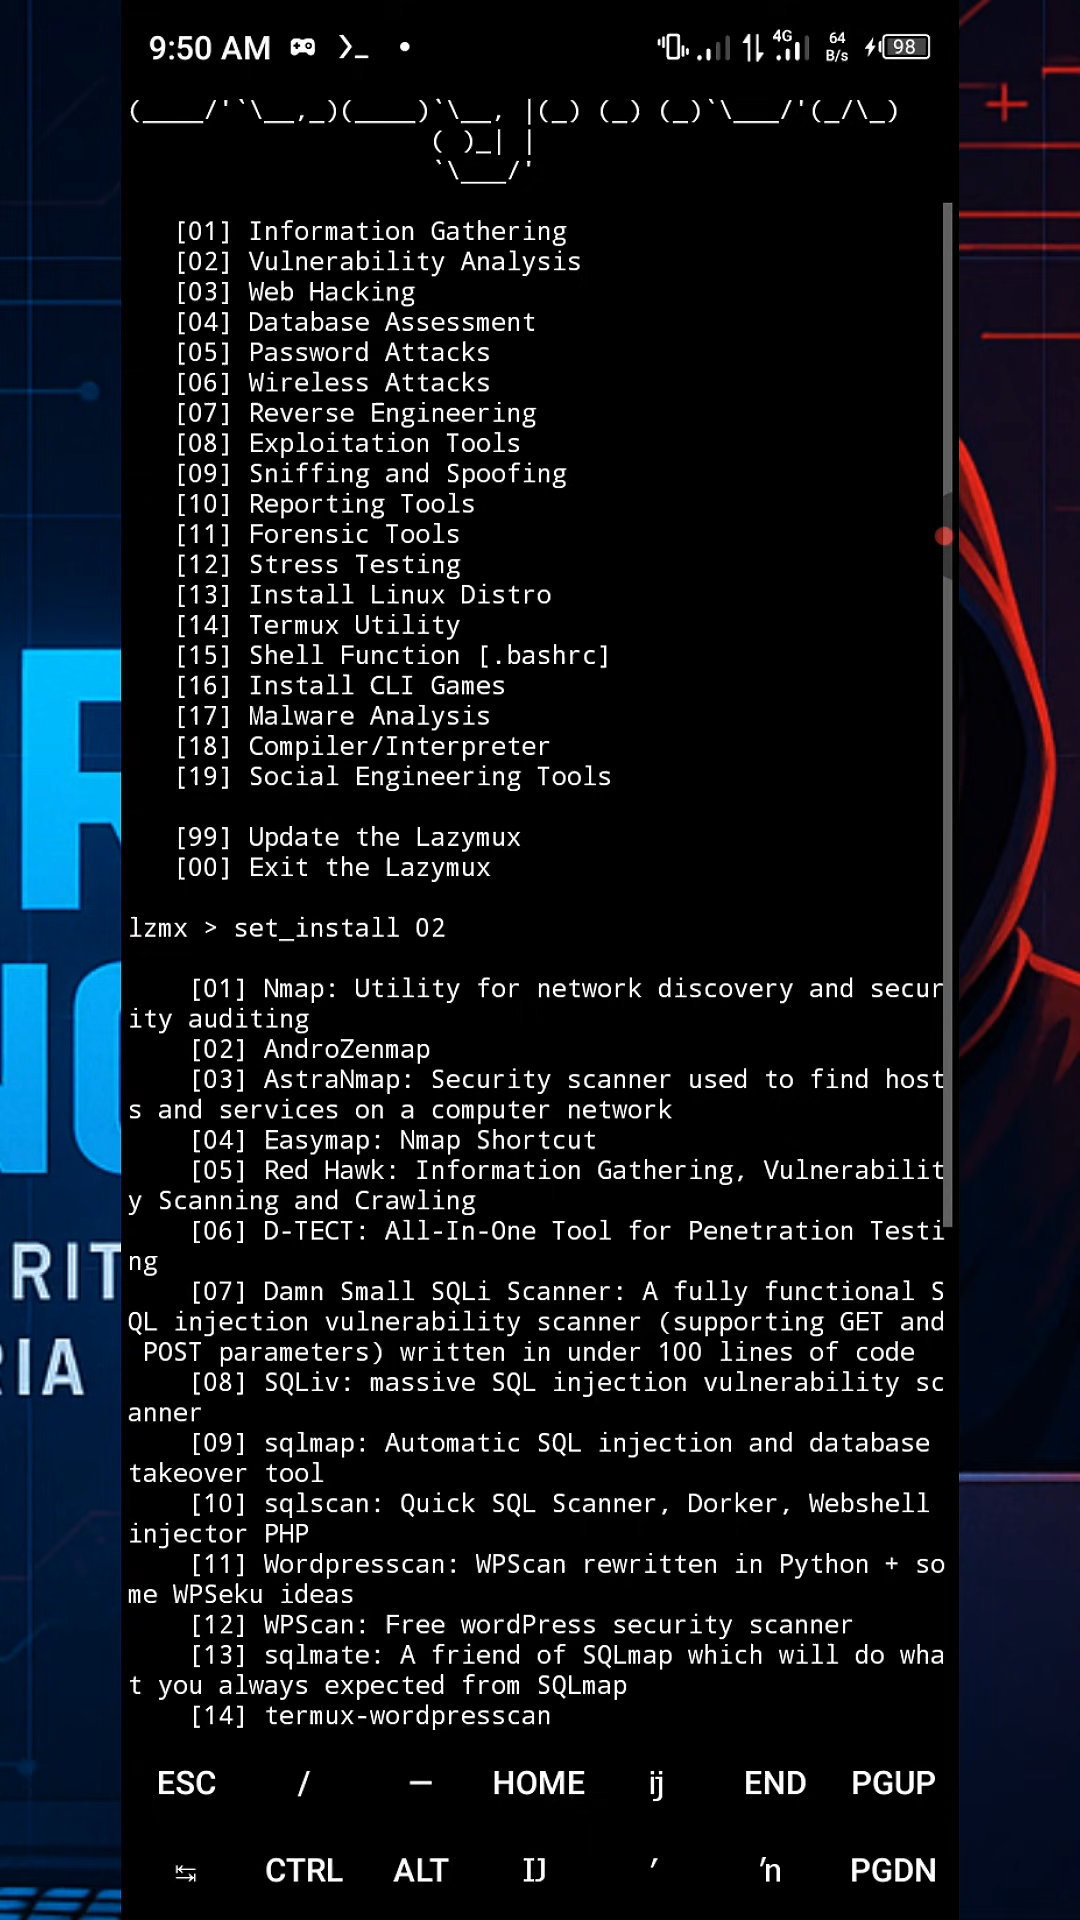 9:50 AM 4G 64 B/s 98
(____/'`\__,_)(____)`\__, |(_) (_) (_)`\___/'(_/\_)
( )_| |
`\___/'
[01] Information Gathering
[02] Vulnerability Analysis
[03] Web Hacking
[04] Database Assessment
[05] Password Attacks
[06] Wireless Attacks
[07] Reverse Engineering
[08] Exploitation Tools
[09] Sniffing and Spoofing
[10] Reporting Tools
[11] Forensic Tools
[12] Stress Testing
[13] Install Linux Distro
[14] Termux Utility
[15] Shell Function [.bashrc]
[16] Install CLI Games
[17] Malware Analysis
[18] Compiler/Interpreter
[19] Social Engineering Tools
[99] Update the Lazymux
[00] Exit the Lazymux
lzmx > set_install 02
[01] Nmap: Utility for network discovery and secur
ity auditing
[02] AndroZenmap
[03] AstraNmap: Security scanner used to find host
s and services on a computer network
[04] Easymap: Nmap Shortcut
[05] Red Hawk: Information Gathering, Vulnerabilit
y Scanning and Crawling
[06] D-TECT: All-In-One Tool for Penetration Testi
ng
[07] Damn Small SQLi Scanner: A fully functional S
QL injection vulnerability scanner (supporting GET and
POST parameters) written in under 100 lines of code
[08] SQLiv: massive SQL injection vulnerability sc
anner
[09] sqlmap: Automatic SQL injection and database
takeover tool
[10] sqlscan: Quick SQL Scanner, Dorker, Webshell
injector PHP
[11] Wordpresscan: WPScan rewritten in Python + so
me WPSeku ideas
[12] WPScan: Free wordPress security scanner
[13] sqlmate: A friend of SQLmap which will do wha
t you always expected from SQLmap
[14] termux-wordpresscan
ESC / — HOME ĳ END PGUP
↹ CTRL ALT Ĳ ′ ŉ PGDN
RIT
IA